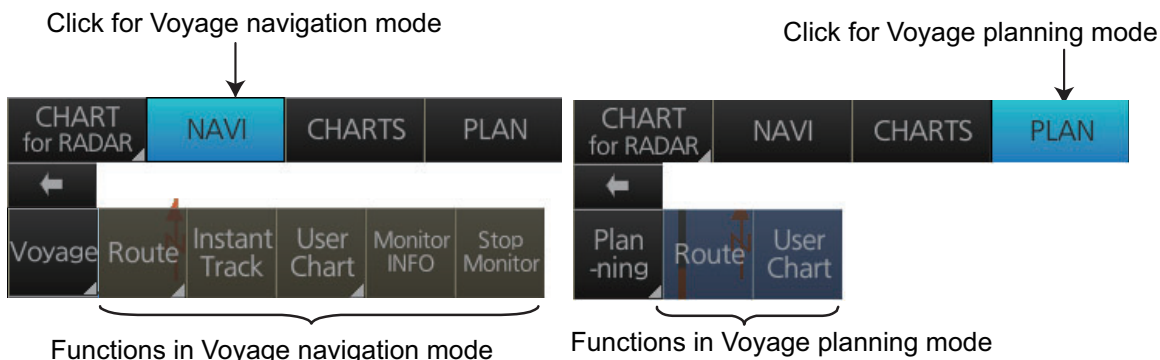 Click for Voyage navigation mode
CHART
for RADAR
NAVI
CHARTS
PLAN
Voyage
Route
Instant
Track
User
Chart
Monitor
INFO
Stop
Monitor
Functions in Voyage navigation mode
Click for Voyage planning mode
CHART
for RADAR
NAVI
CHARTS
PLAN
Plan
-ning
Route
User
Chart
Functions in Voyage planning mode